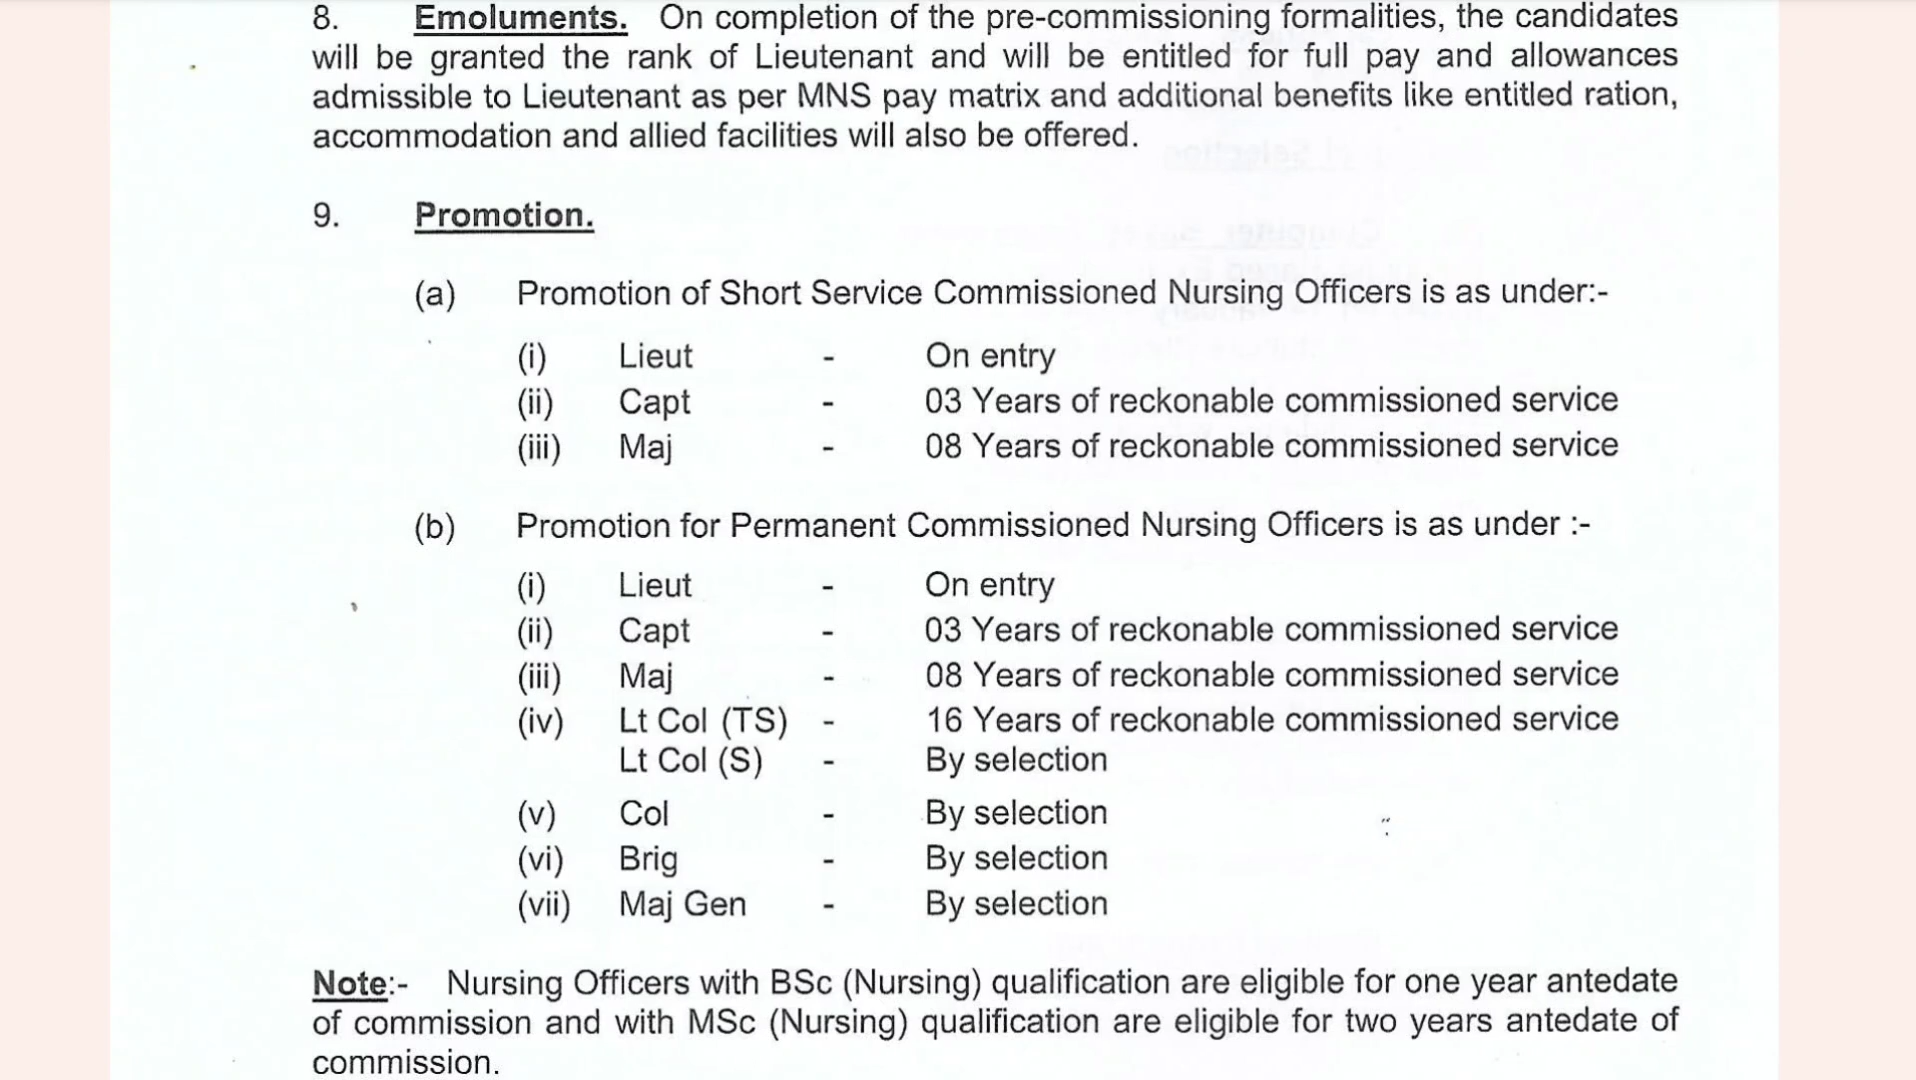 8. Emoluments. On completion of the pre-commissioning formalities, the candidates
will be granted the rank of Lieutenant and will be entitled for full pay and allowances
admissible to Lieutenant as per MNS pay matrix and additional benefits like entitled ration,
accommodation and allied facilities will also be offered.
9. Promotion.
(a) Promotion of Short Service Commissioned Nursing Officers is as under:-
(i) Lieut - On entry
(ii) Capt - 03 Years of reckonable commissioned service
(iii) Maj - 08 Years of reckonable commissioned service
(b) Promotion for Permanent Commissioned Nursing Officers is as under :-
(i) Lieut - On entry
(ii) Capt - 03 Years of reckonable commissioned service
(iii) Maj - 08 Years of reckonable commissioned service
(iv) Lt Col (TS) - 16 Years of reckonable commissioned service
Lt Col (S) - By selection
(v) Col - By selection
(vi) Brig - By selection
(vii) Maj Gen - By selection
Note:- Nursing Officers with BSc (Nursing) qualification are eligible for one year antedate
of commission and with MSc (Nursing) qualification are eligible for two years antedate of
commission.